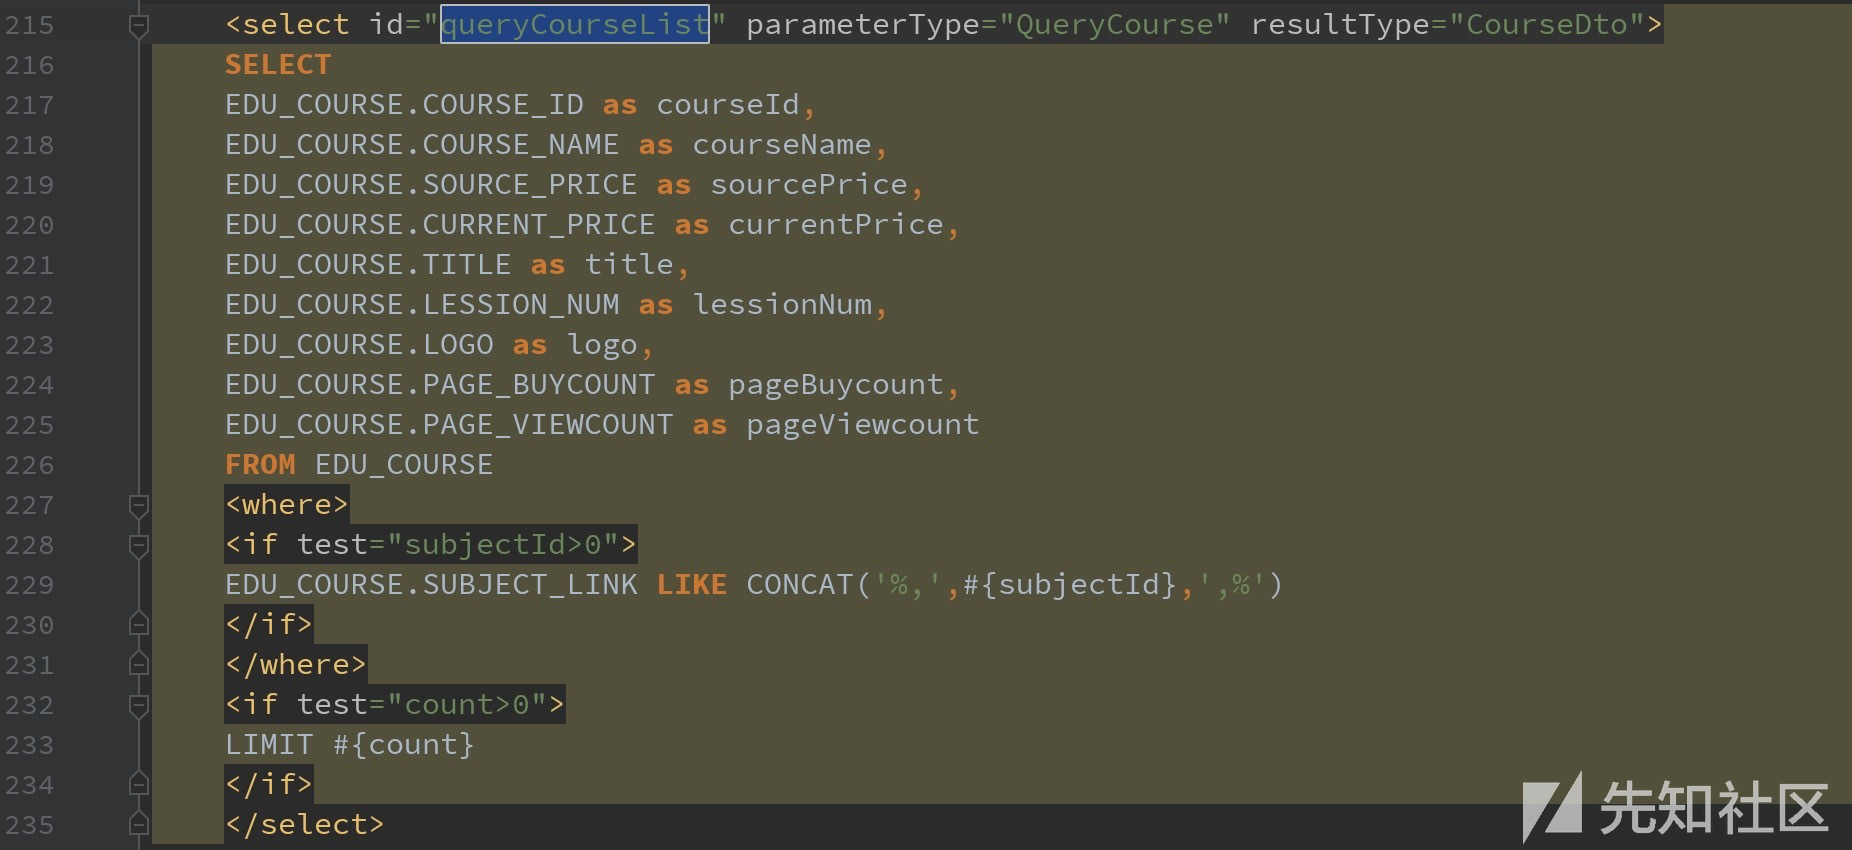 215 <select id="queryCourseList" parameterType="QueryCourse" resultType="CourseDto">
216 SELECT
217 EDU_COURSE.COURSE_ID as courseId,
218 EDU_COURSE.COURSE_NAME as courseName,
219 EDU_COURSE.SOURCE_PRICE as sourcePrice,
220 EDU_COURSE.CURRENT_PRICE as currentPrice,
221 EDU_COURSE.TITLE as title,
222 EDU_COURSE.LESSION_NUM as lessionNum,
223 EDU_COURSE.LOGO as logo,
224 EDU_COURSE.PAGE_BUYCOUNT as pageBuycount,
225 EDU_COURSE.PAGE_VIEWCOUNT as pageViewcount
226 FROM EDU_COURSE
227 <where>
228 <if test="subjectId>0">
229 EDU_COURSE.SUBJECT_LINK LIKE CONCAT('%,',#{subjectId},',%')
230 </if>
231 </where>
232 <if test="count>0">
233 LIMIT #{count}
234 </if>
235 </select>
先知社区